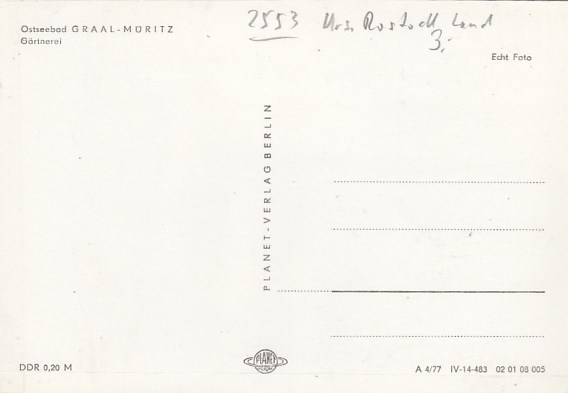 2553 Krs. Rostock Land
3,-
Ostseebad GRAAL-MÜRITZ
Gärtnerei
Echt Foto
PLANET-VERLAG BERLIN
DDR 0,20 M
PLANET
A 4/77 IV-14-483 02 01 08 005